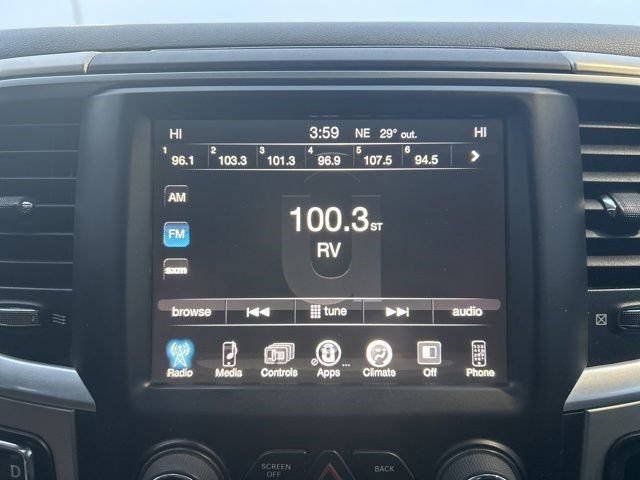 HI 3:59 NE 29° out. HI
1 96.1 2 103.3 3 101.3 4 96.9 5 107.5 6 94.5
AM
FM
sxm
100.3 ST
RV
browse tune audio
Radio Media Controls Apps ... Climate Off Phone
SCREEN OFF BACK
D